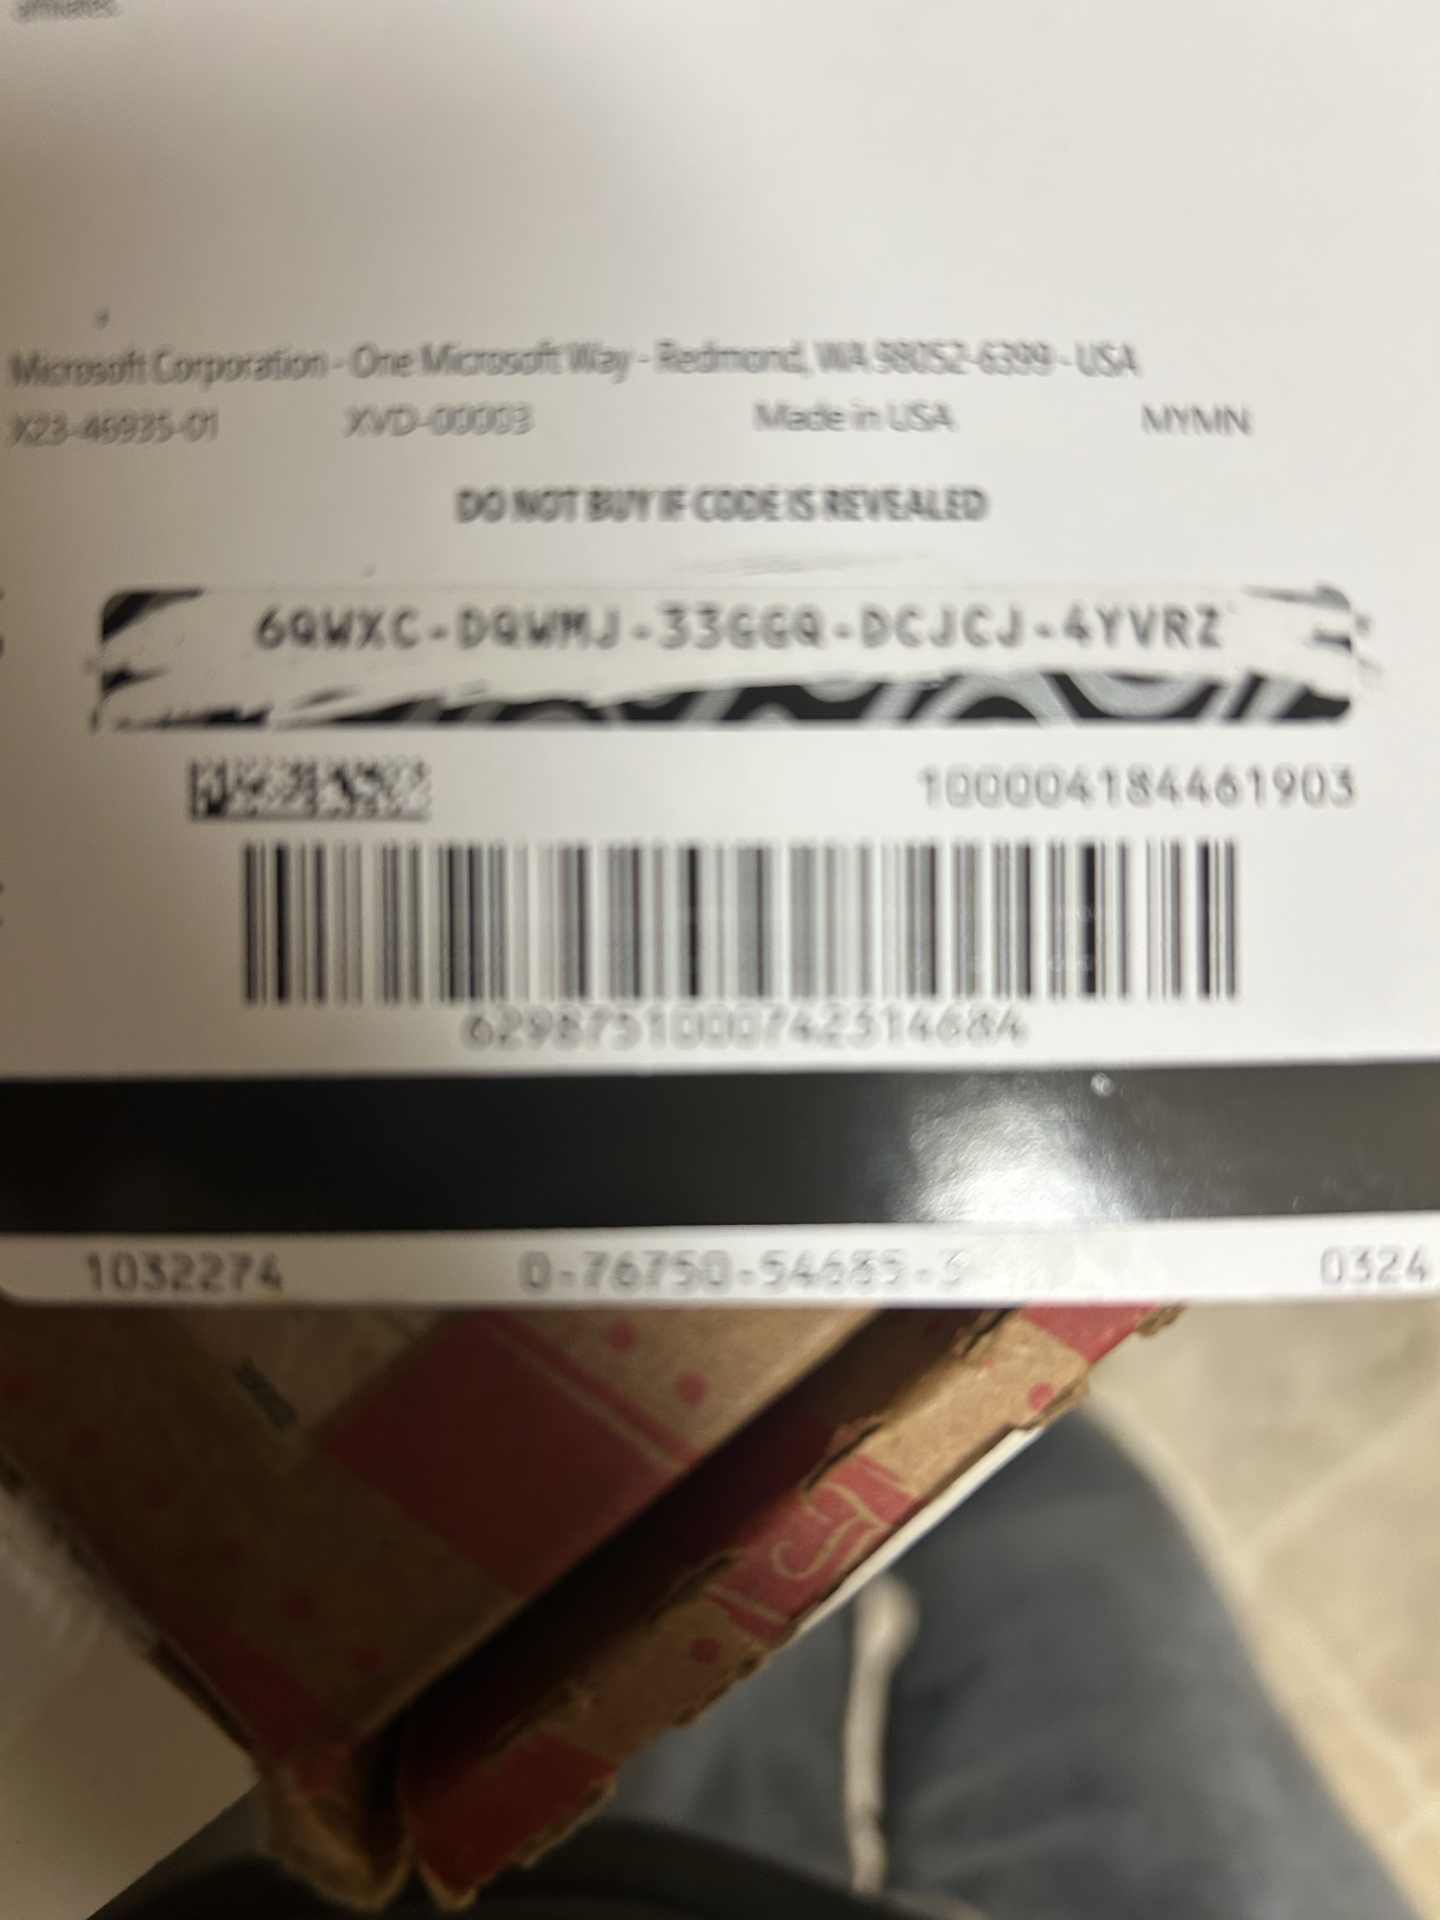 affiliates.
Microsoft Corporation - One Microsoft Way - Redmond, WA 98052-6399 - USA
X23-46935-01 XVD-00003 Made in USA MYMN
DO NOT BUY IF CODE IS REVEALED
6QWXC-DQWMJ-33GGQ-DCJCJ-4YVRZ
100004184461903
6298751000742314684
1032274 0-76750-54685-3 0324